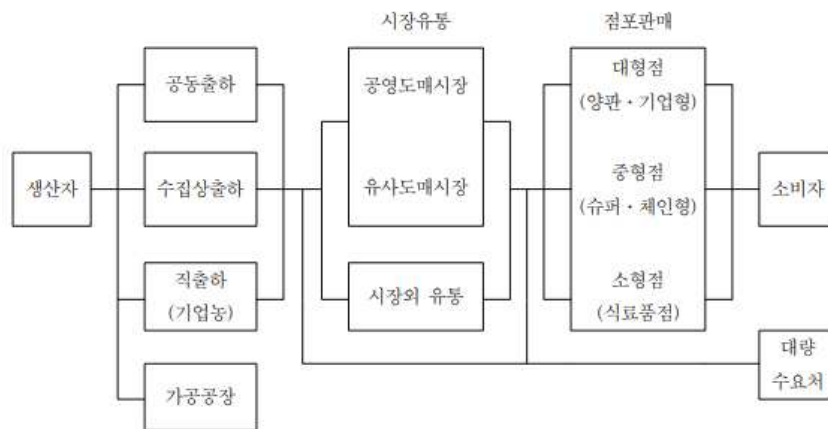 시장유통
점포판매
공동출하
공영도매시장
대형점
(양판・기업형)
생산자
수집상출하
유사도매시장
중형점
(슈퍼・체인형)
소비자
직출하
(기업농)
시장외 유통
소형점
(식료품점)
대량
수요처
가공공장